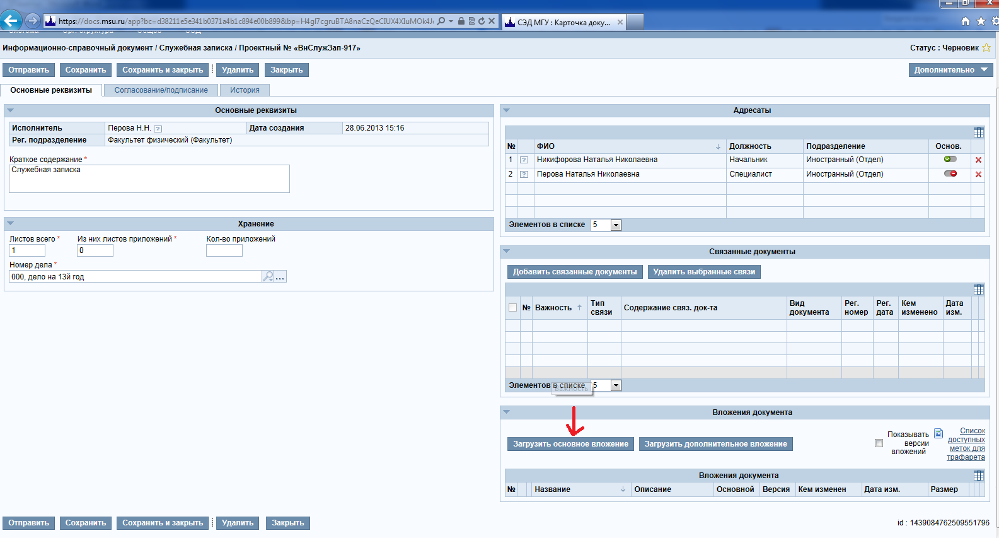 https://docs.msu.ru/app?bc=d38211e5e341b0371a4b1c894e00b899&bp=H4gI7cgruBTA8naCzQeCIUX4XIuMOk4J
СЭД МГУ : Карточка доку...
Информационно-справочный документ / Служебная записка / Проектный № «ВнСлужЗап-917»
Статус : Черновик
Отправить Сохранить Сохранить и закрыть Удалить Закрыть
Дополнительно
Основные реквизиты Согласование/подписание История
Основные реквизиты
Исполнитель Перова Н.Н. ? Дата создания 28.06.2013 15:16
Рег. подразделение Факультет физический (Факультет)
Краткое содержание *
Служебная записка
Хранение
Листов всего * Из них листов приложений * Кол-во приложений
1 0
Номер дела *
000, дело на 13й год ...
Адресаты
№ ФИО Должность Подразделение Основ.
1 ? Никифорова Наталья Николаевна Начальник Иностранный (Отдел)
2 ? Перова Наталья Николаевна Специалист Иностранный (Отдел)
Элементов в списке 5
Связанные документы
Добавить связанные документы Удалить выбранные связи
№ Важность Тип связи Содержание связ. док-та Вид документа Рег. номер Рег. дата Кем изменено Дата изм.
Элементов в списке 5
Важность
Вложения документа
Загрузить основное вложение Загрузить дополнительное вложение
Показывать версии вложений
Список доступных меток для трафарета
Вложения документа
№ Название Описание Основной Версия Кем изменен Дата изм. Размер
Отправить Сохранить Сохранить и закрыть Удалить Закрыть
id : 1439084762509551796